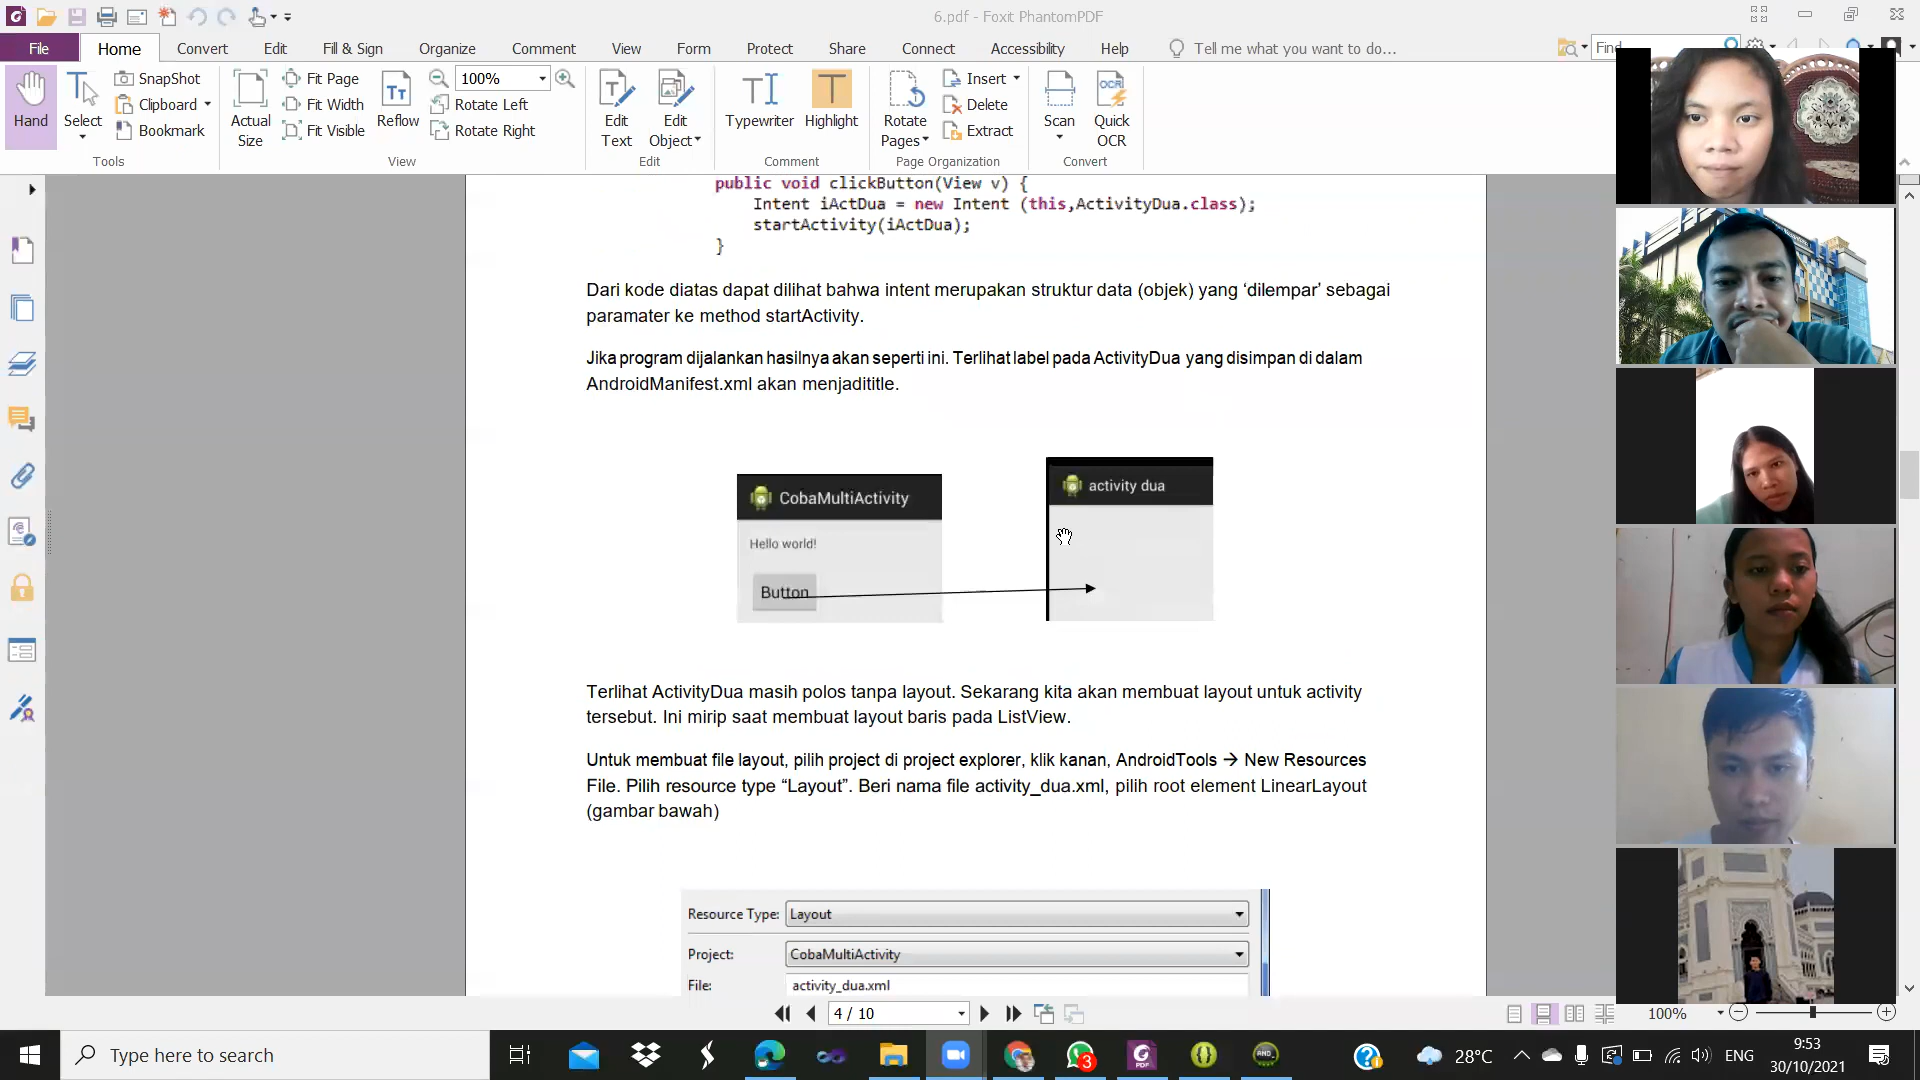 6.pdf - Foxit PhantomPDF
File Home Convert Edit Fill & Sign Organize Comment View Form Protect Share Connect Accessibility Help Tell me what you want to do... Find
Hand
Select
SnapShot
Clipboard
Bookmark
Tools
Actual Size
Fit Page
Fit Width
Fit Visible
Reflow
100%
Rotate Left
Rotate Right
View
Edit Text
Edit Object
Edit
Typewriter
Highlight
Comment
Rotate Pages
Insert
Delete
Extract
Page Organization
Scan
Quick OCR
Convert
public void clickButton(View v) {
Intent iActDua = new Intent (this,ActivityDua.class);
startActivity(iActDua);
}
Dari kode diatas dapat dilihat bahwa intent merupakan struktur data (objek) yang ‘dilempar’ sebagai
paramater ke method startActivity.
Jika program dijalankan hasilnya akan seperti ini. Terlihat label pada ActivityDua yang disimpan di dalam
AndroidManifest.xml akan menjadititle.
CobaMultiActivity
Hello world!
Button
activity dua
Terlihat ActivityDua masih polos tanpa layout. Sekarang kita akan membuat layout untuk activity
tersebut. Ini mirip saat membuat layout baris pada ListView.
Untuk membuat file layout, pilih project di project explorer, klik kanan, AndroidTools → New Resources
File. Pilih resource type “Layout”. Beri nama file activity_dua.xml, pilih root element LinearLayout
(gambar bawah)
Resource Type: Layout
Project: CobaMultiActivity
File: activity_dua.xml
4 / 10
100%
Type here to search
3
PDF
AND
28°C
ENG
9:53
30/10/2021